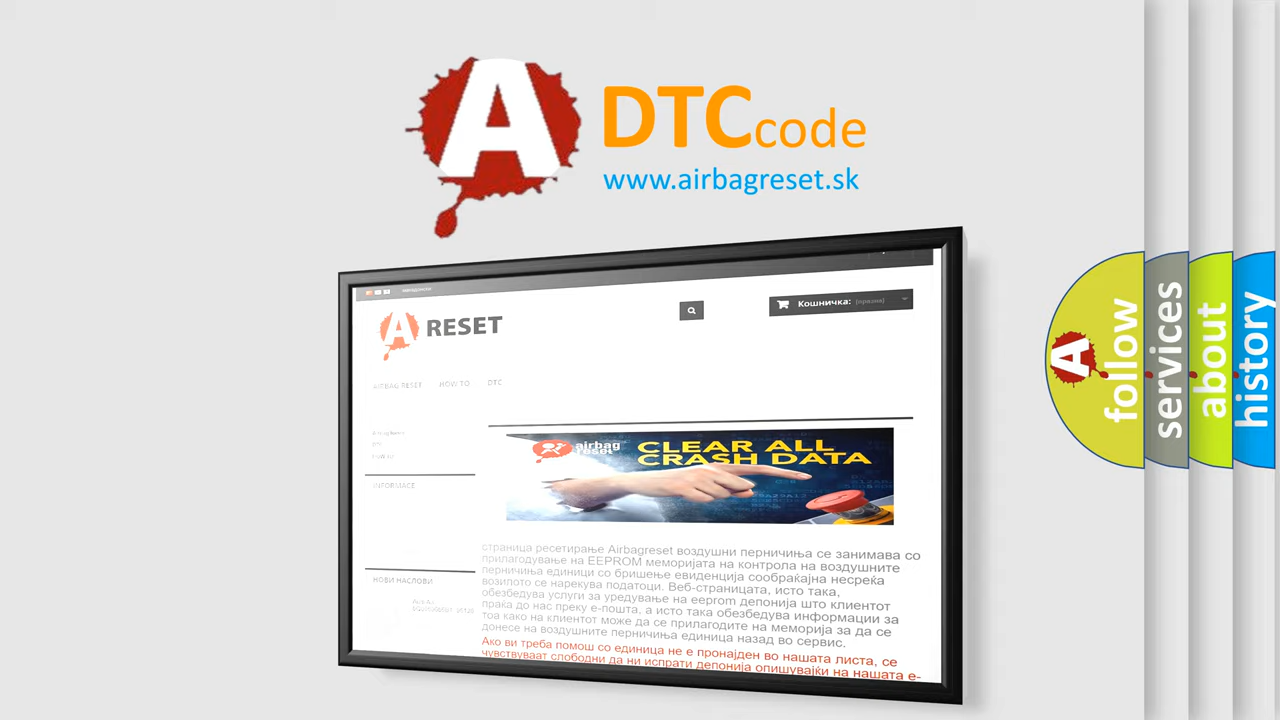 A DTCcode
www.airbagreset.sk
Кошничка: (празна)
A RESET
AIRBAG RESET HOW TO DTC
airbag
reset
CLEAR ALL
CRASH DATA
INFORMACE
НОВИ НАСЛОВИ
страница ресетирање Airbagreset воздушни перничиња се занимава со
прилагодување на EEPROM меморијата на контрола на воздушните
перничиња единици со бришење евиденција сообраќајна несреќа
возилото се нарекува податоци. Веб-страницата, исто така,
обезбедува услуги за уредување на eeprom депонија што клиентот
праќа до нас преку е-пошта, а исто така обезбедува информации за
тоа како на клиентот може да се прилагодите на меморија за да се
донесе на воздушните перничиња единица назад во сервис.
Ако ви треба помош со единица не е пронајден во нашата листа, се
чувствуваат слободни да ни испрати депонија опишувајќи на нашата е-
A follow
services
about
history